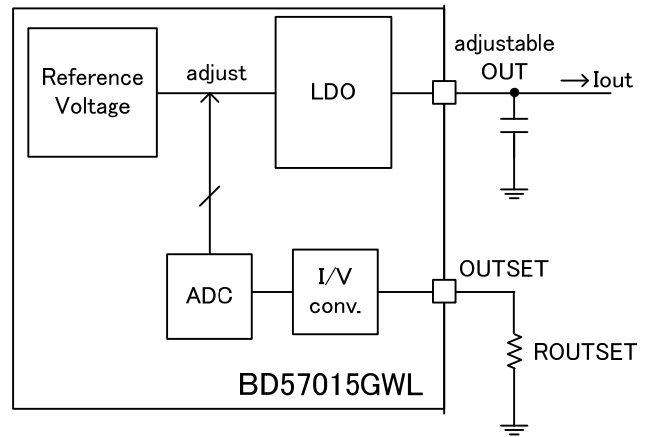 Reference
Voltage
adjust
LDO
adjustable
OUT
Iout
ADC
I/V
conv.
OUTSET
ROUTSET
BD57015GWL